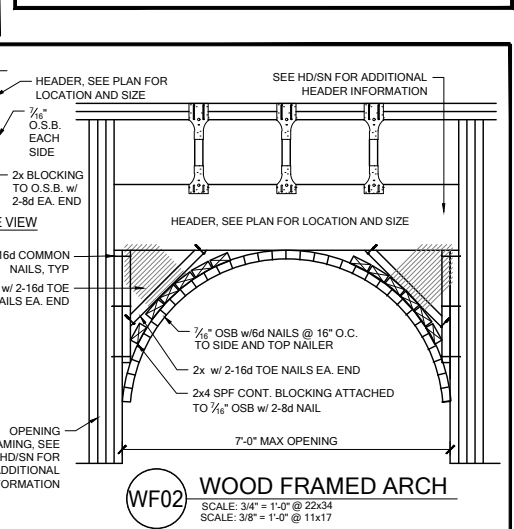 HEADER, SEE PLAN FOR
LOCATION AND SIZE
SEE HD/SN FOR ADDITIONAL
HEADER INFORMATION
7/16"
O.S.B.
EACH
SIDE
2x BLOCKING
TO O.S.B. w/
2-8d EA. END
VIEW
HEADER, SEE PLAN FOR LOCATION AND SIZE
16d COMMON
NAILS, TYP
w/ 2-16d TOE
NAILS EA. END
7/16" OSB w/6d NAILS @ 16" O.C.
TO SIDE AND TOP NAILER
2x w/ 2-16d TOE NAILS EA. END
2x4 SPF CONT. BLOCKING ATTACHED
TO 7/16" OSB w/ 2-8d NAIL
OPENING
AMING, SEE
HD/SN FOR
ADDITIONAL
FORMATION
7'-0" MAX OPENING
WF02
WOOD FRAMED ARCH
SCALE: 3/4" = 1'-0" @ 22x34
SCALE: 3/8" = 1'-0" @ 11x17